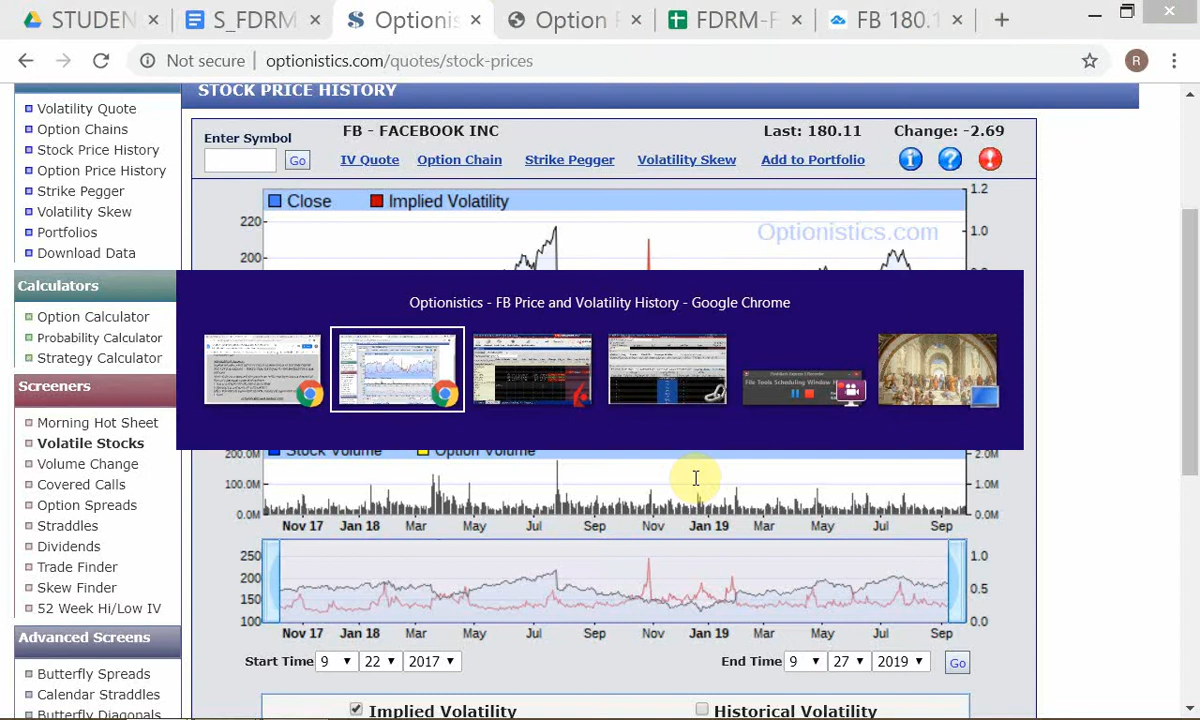 STUDEN
S_FDRM
Optionis
Option
FDRM-F
FB 180.1
Not secure | optionistics.com/quotes/stock-prices
R
STOCK PRICE HISTORY
Volatility Quote
Option Chains
Stock Price History
Option Price History
Strike Pegger
Volatility Skew
Portfolios
Download Data
Calculators
Option Calculator
Probability Calculator
Strategy Calculator
Screeners
Morning Hot Sheet
Volatile Stocks
Volume Change
Covered Calls
Option Spreads
Straddles
Dividends
Trade Finder
Skew Finder
52 Week Hi/Low IV
Advanced Screens
Butterfly Spreads
Calendar Straddles
Butterfly Diagonals
Enter Symbol
Go
FB - FACEBOOK INC
Last: 180.11 Change: -2.69
IV Quote Option Chain Strike Pegger Volatility Skew Add to Portfolio
Close Implied Volatility
1.2
220
1.0
200
Optionistics.com
Optionistics - FB Price and Volatility History - Google Chrome
File Tools Scheduling Window H
Stock Volume Option Volume
200.0M 2.0M
100.0M 1.0M
0.0M 0.0M
Nov 17 Jan 18 Mar May Jul Sep Nov Jan 19 Mar May Jul Sep
250 1.0
200
150 0.5
100 0.0
Nov 17 Jan 18 Mar May Jul Sep Nov Jan 19 Mar May Jul Sep
Start Time 9 22 2017 End Time 9 27 2019 Go
Implied Volatility Historical Volatility